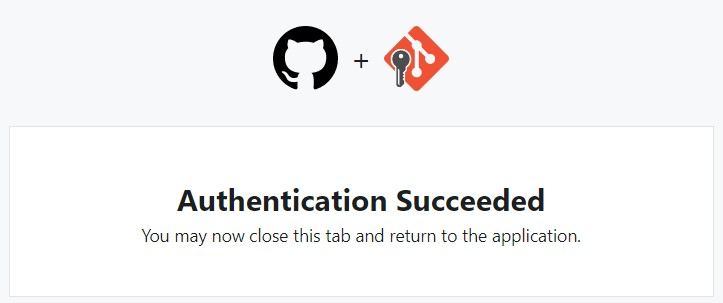 +
Authentication Succeeded
You may now close this tab and return to the application.